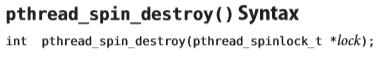 pthread_spin_destroy() Syntax
int pthread_spin_destroy(pthread_spinlock_t *lock);